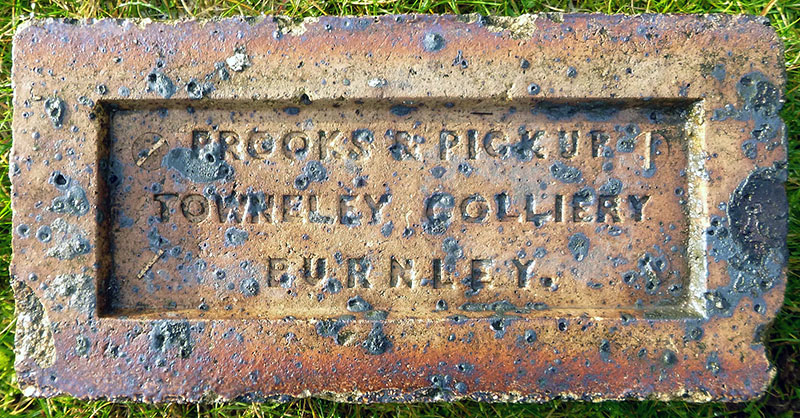 BROOKS & PICKUP
TOWNELEY COLLIERY
BURNLEY.